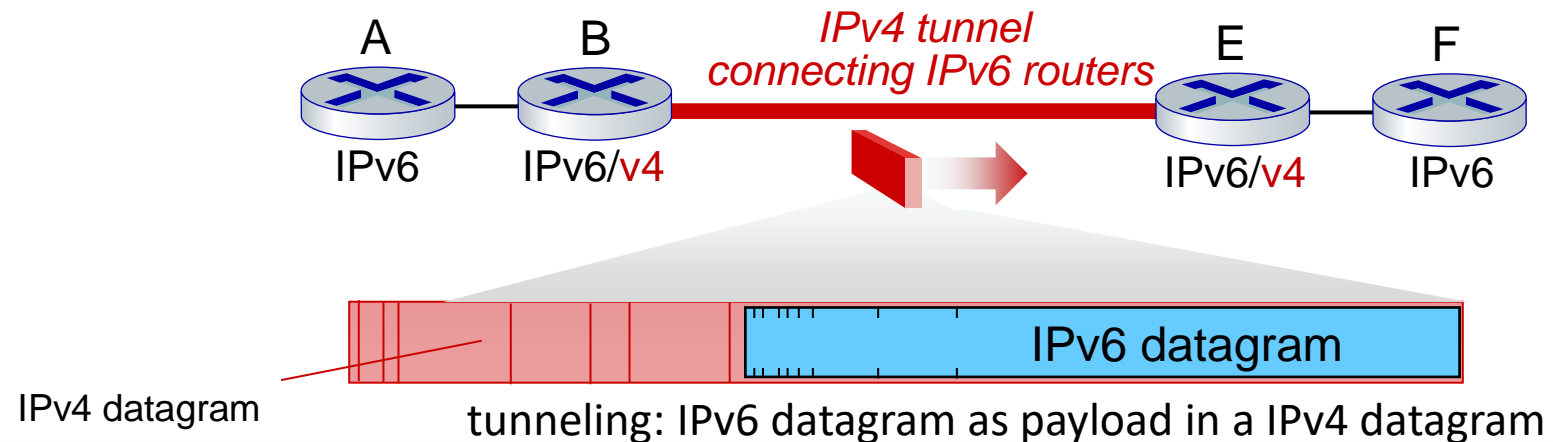 A
B
IPv4 tunnel
connecting IPv6 routers
E
F
IPv6
IPv6/v4
IPv6/v4
IPv6
IPv6 datagram
IPv4 datagram
tunneling: IPv6 datagram as payload in a IPv4 datagram